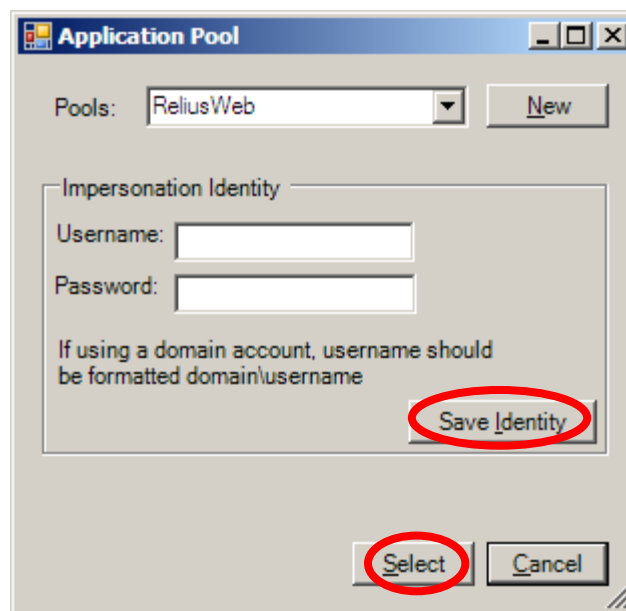 Application Pool
Pools: ReliusWeb New
Impersonation Identity
Username:
Password:
If using a domain account, username should
be formatted domain\username
Save Identity
Select Cancel